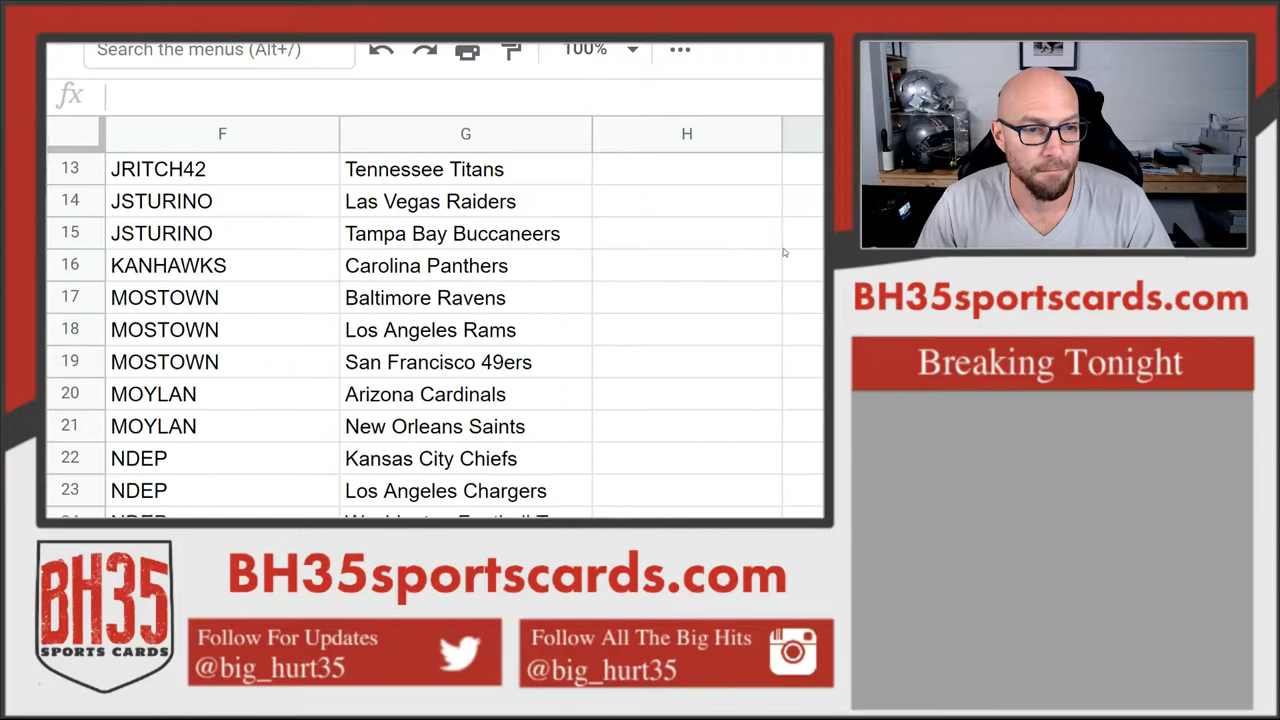 Search the menus (Alt+/) 100%
fx
F G H
13 JRITCH42 Tennessee Titans
14 JSTURINO Las Vegas Raiders
15 JSTURINO Tampa Bay Buccaneers
16 KANHAWKS Carolina Panthers
17 MOSTOWN Baltimore Ravens
18 MOSTOWN Los Angeles Rams
19 MOSTOWN San Francisco 49ers
20 MOYLAN Arizona Cardinals
21 MOYLAN New Orleans Saints
22 NDEP Kansas City Chiefs
23 NDEP Los Angeles Chargers
BH35sportscards.com
Breaking Tonight
BH35
SPORTS CARDS
BH35sportscards.com
Follow For Updates
@big_hurt35
Follow All The Big Hits
@big_hurt35